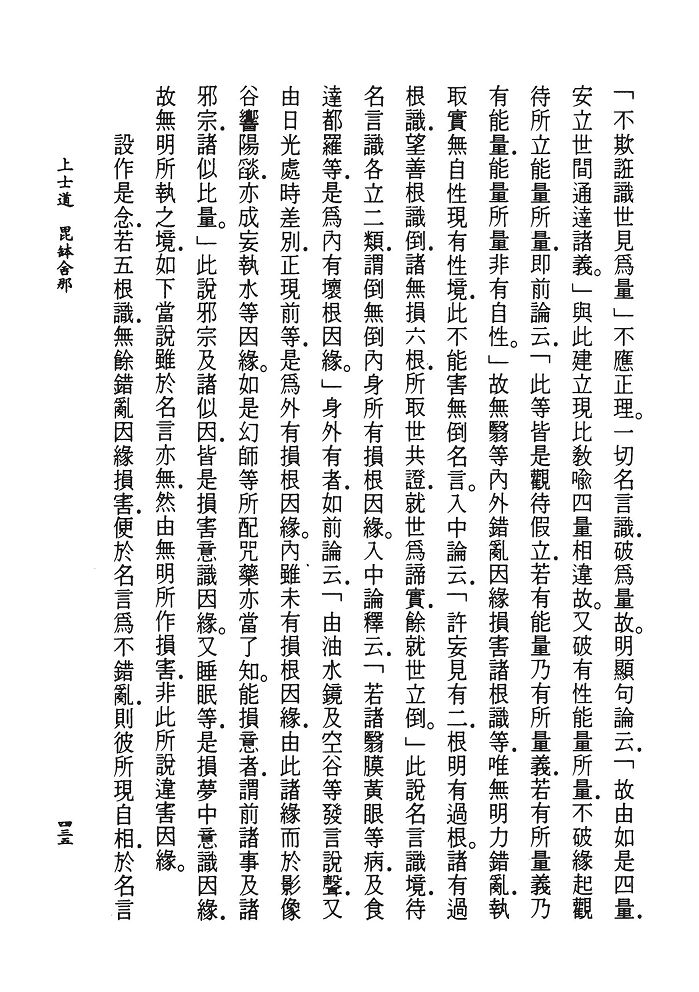 「不欺誑識世見爲量」不應正理。一切名言識，破爲量故。明顯句論云，「故由如是四量，
安立世間通達諸義。」與此建立現比敎喩四量相違故。又破有性能量所量，不破緣起觀
待所立能量所量，即前論云，「此等皆是觀待假立，若有能量乃有所量義，若有所量義乃
有能量，能量所量非有自性。」故無翳等內外錯亂因緣損害諸根識等，唯無明力錯亂，執
取實無自性現有性境，此不能害無倒名言。入中論云，「許妄見有二，根明有過根。諸有過
根識，望善根識倒，諸無損六根，所取世共證，就世爲諦實，餘就世立倒。」此說名言識境，待
名言識各立二類，謂倒無倒內身所有損根因緣。入中論釋云，「若諸翳膜黃眼等病，及食
達都羅等，是爲內有壞根因緣。」身外有者，如前論云，「由油水鏡及空谷等發言說聲，又
由日光處時差別，正現前等，是爲外有損根因緣。內雖未有損根因緣，由此諸緣而於影像
谷響陽燄，亦成妄執水等因緣。如是幻師等所配咒藥亦當了知。能損意者，謂前諸事及諸
邪宗，諸似比量。」此說邪宗及諸似因，皆是損害意識因緣。又睡眠等，是損夢中意識因緣，
故無明所執之境，如下當說雖於名言亦無，然由無明所作損害，非此所說違害因緣。
設作是念，若五根識，無餘錯亂因緣損害，便於名言爲不錯亂，則彼所現自相，於名言
上士道　毘鉢舍那
四三五